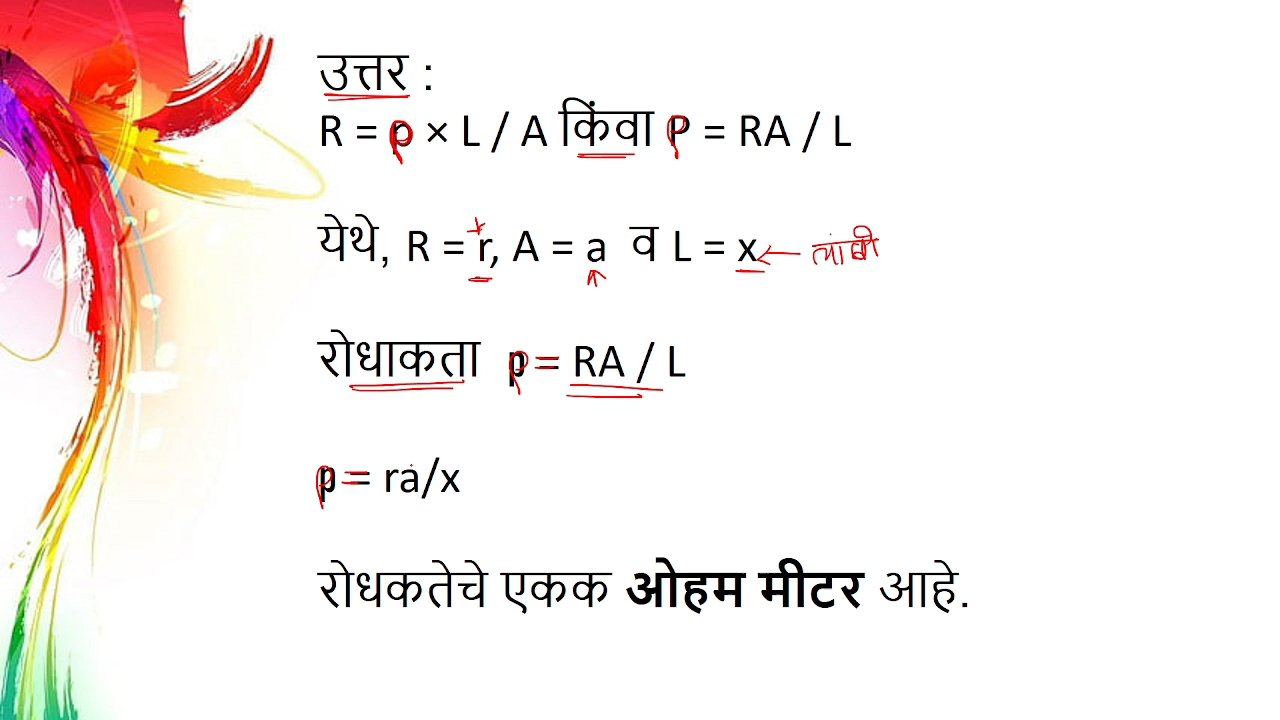 उत्तर :
R = p × L / A किंवा P = RA / L
येथे, R = r, A = a व L = x ← लांबी
रोधाकता p = RA / L
p = ra/x
रोधकतेचे एकक ओहम मीटर आहे.